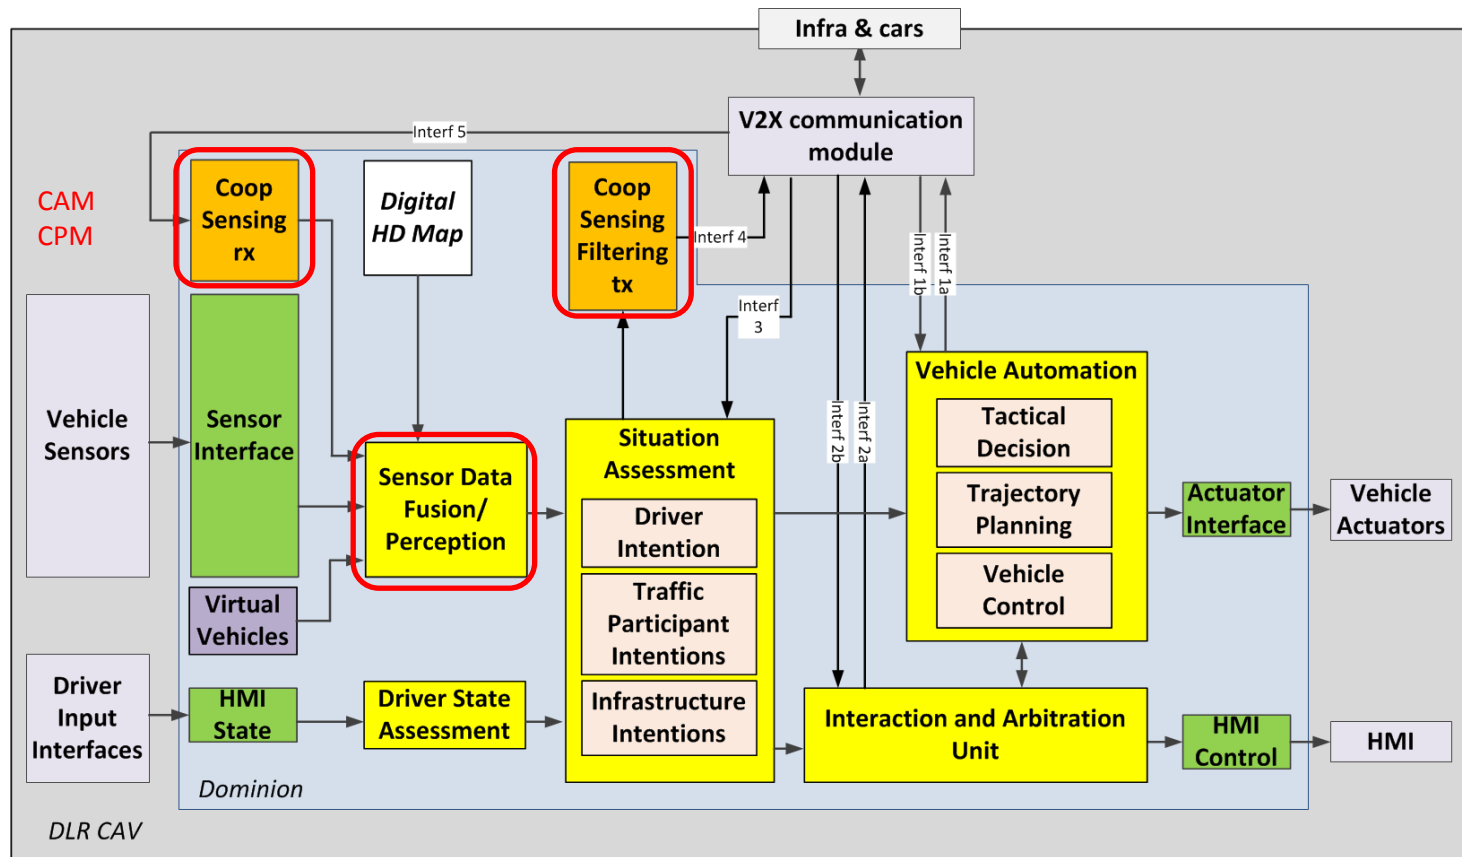 Infra & cars
V2X communication
module
Interf 5
CAM
CPM
Coop
Sensing
rx
Digital
HD Map
Coop
Sensing
Filtering
tx
Interf 4
Interf
3
Interf 1b
Interf 1a
Interf 2b
Interf 2a
Vehicle
Sensors
Sensor
Interface
Sensor Data
Fusion/
Perception
Virtual
Vehicles
Driver
Input
Interfaces
HMI
State
Driver State
Assessment
Situation
Assessment
Driver
Intention
Traffic
Participant
Intentions
Infrastructure
Intentions
Vehicle Automation
Tactical
Decision
Trajectory
Planning
Vehicle
Control
Interaction and Arbitration
Unit
Actuator
Interface
Vehicle
Actuators
HMI
Control
HMI
Dominion
DLR CAV